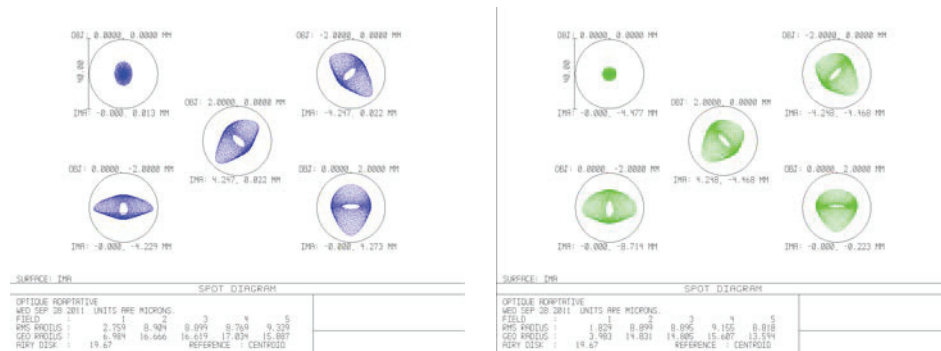 OBJ: 0.0000, 0.0000 MM
OBJ: -2.0000, 0.0000 MM
40.00
IMA: -0.000, 0.013 MM
OBJ: 2.0000, 0.0000 MM
IMA: -4.247, 0.022 MM
OBJ: 0.0000, -2.0000 MM
IMA: 4.247, 0.022 MM
OBJ: 0.0000, 2.0000 MM
IMA: -0.000, -4.229 MM
IMA: -0.000, 4.273 MM
SURFACE: IMA
SPOT DIAGRAM
OPTIQUE ADAPTATIVE
WED SEP 28 2011 UNITS ARE MICRONS.
FIELD : 1 2 3 4 5
RMS RADIUS : 2.759 8.904 8.899 8.769 9.329
GEO RADIUS : 6.984 16.666 16.619 17.034 15.887
AIRY DISK : 19.67 REFERENCE : CENTROID
OBJ: 0.0000, 0.0000 MM
OBJ: -2.0000, 0.0000 MM
40.00
IMA: -0.000, -4.477 MM
OBJ: 2.0000, 0.0000 MM
IMA: -4.248, -4.468 MM
OBJ: 0.0000, -2.0000 MM
IMA: 4.248, -4.468 MM
OBJ: 0.0000, 2.0000 MM
IMA: -0.000, -8.714 MM
IMA: -0.000, -0.223 MM
SURFACE: IMA
SPOT DIAGRAM
OPTIQUE ADAPTATIVE
WED SEP 28 2011 UNITS ARE MICRONS.
FIELD : 1 2 3 4 5
RMS RADIUS : 1.829 8.899 8.895 9.155 8.818
GEO RADIUS : 3.983 14.831 14.805 15.607 13.594
AIRY DISK : 19.67 REFERENCE : CENTROID